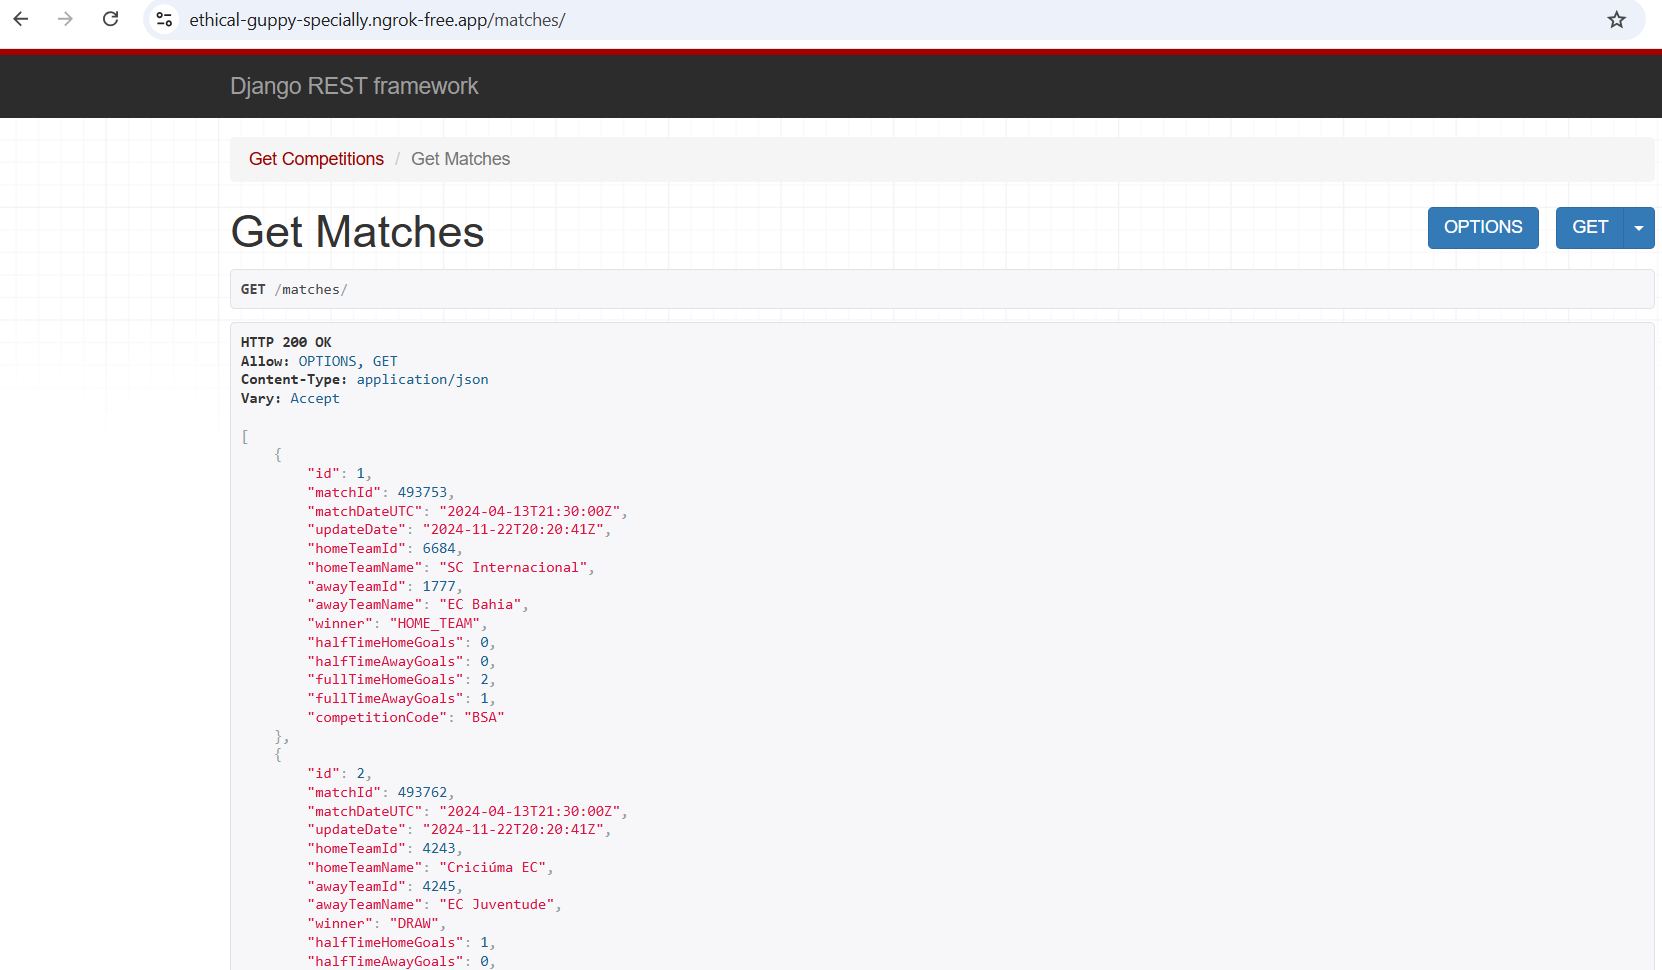 ethical-guppy-specially.ngrok-free.app/matches/
Django REST framework
Get Competitions / Get Matches
Get Matches
OPTIONS
GET
GET /matches/
HTTP 200 OK
Allow: OPTIONS, GET
Content-Type: application/json
Vary: Accept
[
    {
        "id": 1,
        "matchId": 493753,
        "matchDateUTC": "2024-04-13T21:30:00Z",
        "updateDate": "2024-11-22T20:20:41Z",
        "homeTeamId": 6684,
        "homeTeamName": "SC Internacional",
        "awayTeamId": 1777,
        "awayTeamName": "EC Bahia",
        "winner": "HOME_TEAM",
        "halfTimeHomeGoals": 0,
        "halfTimeAwayGoals": 0,
        "fullTimeHomeGoals": 2,
        "fullTimeAwayGoals": 1,
        "competitionCode": "BSA"
    },
    {
        "id": 2,
        "matchId": 493762,
        "matchDateUTC": "2024-04-13T21:30:00Z",
        "updateDate": "2024-11-22T20:20:41Z",
        "homeTeamId": 4243,
        "homeTeamName": "Criciúma EC",
        "awayTeamId": 4245,
        "awayTeamName": "EC Juventude",
        "winner": "DRAW",
        "halfTimeHomeGoals": 1,
        "halfTimeAwayGoals": 0,